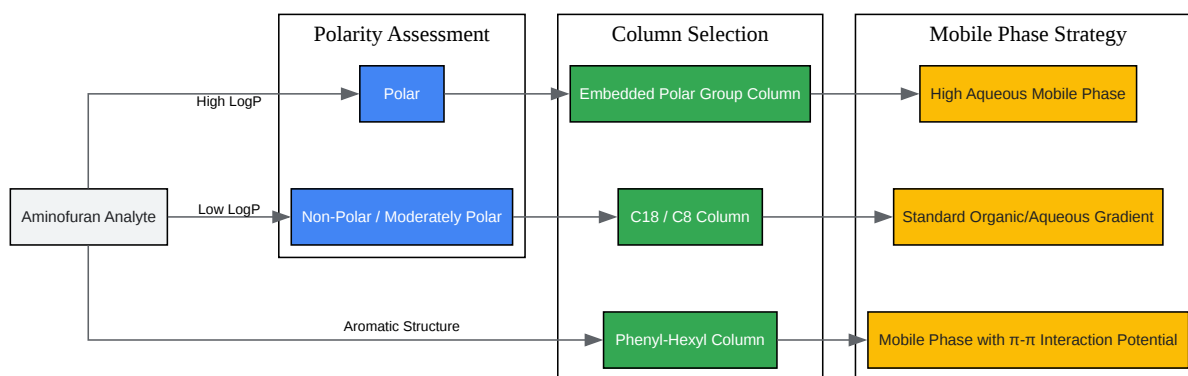 Polarity Assessment
Column Selection
Mobile Phase Strategy
High LogP
Polar
Embedded Polar Group Column
High Aqueous Mobile Phase
Aminofuran Analyte
Low LogP
Non-Polar / Moderately Polar
C18 / C8 Column
Standard Organic/Aqueous Gradient
Aromatic Structure
Phenyl-Hexyl Column
Mobile Phase with π-π Interaction Potential